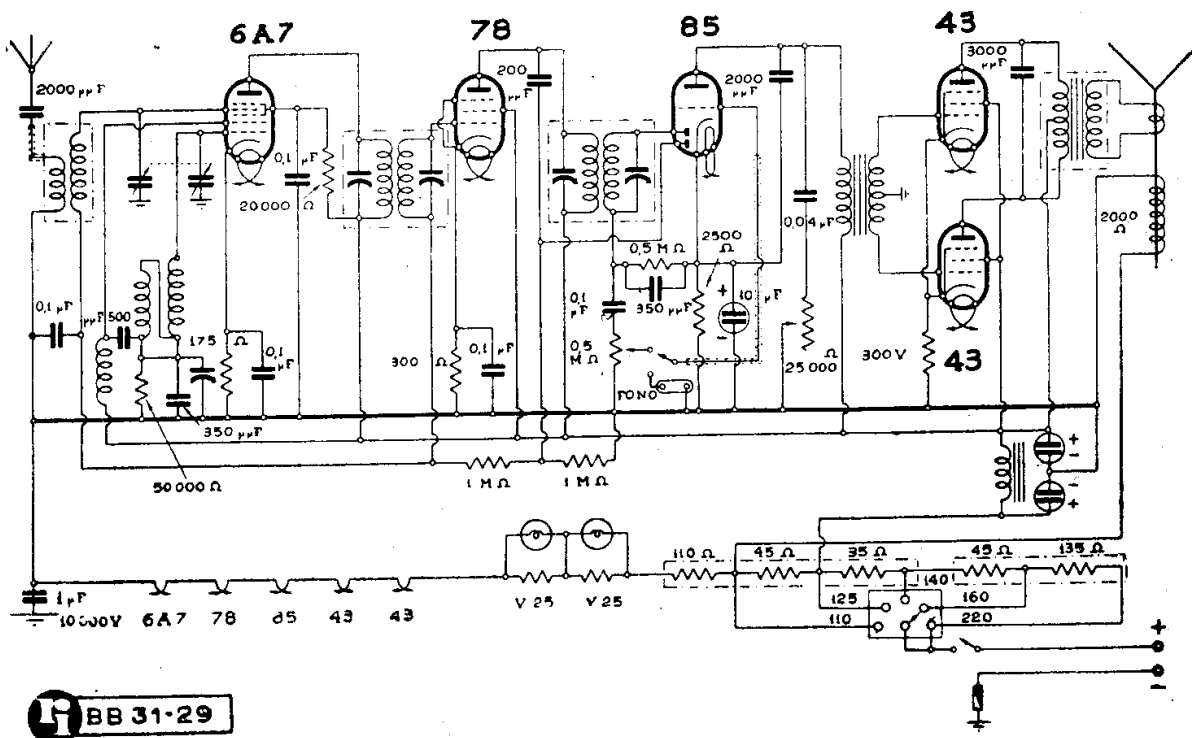 6A7
78
85
43
2000 µµF
200 µµF
2000 µµF
3000 µµF
0,1 µF
20000 Ω
0,04 µF
2000 Ω
0,5 MΩ
2500 Ω
350 µµF
+
10 µF
-
0,1 µF
µµF 500
175 Ω
0,1 µF
300 Ω
0,1 µF
0,1 µF
0,5 MΩ
FONO
25000 Ω
300 V
43
350 µµF
50000 Ω
1 MΩ
1 MΩ
+
-
-
+
110 Ω
45 Ω
35 Ω
45 Ω
135 Ω
V 25
V 25
125
140
160
110
220
1 µF
10000V
6A7
78
85
43
43
+
-
BB 31-29